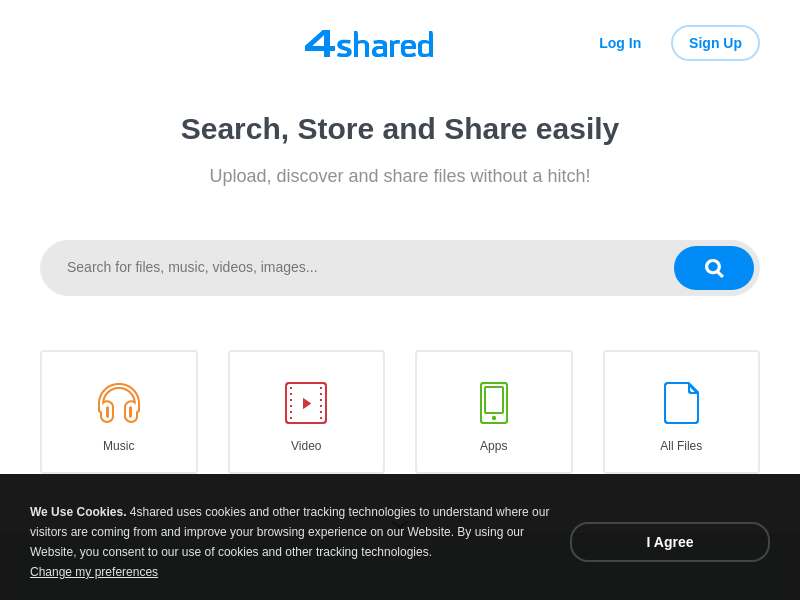 4shared
Log In
Sign Up
Search, Store and Share easily
Upload, discover and share files without a hitch!
Search for files, music, videos, images...
Music
Video
Apps
All Files
We Use Cookies. 4shared uses cookies and other tracking technologies to understand where our
visitors are coming from and improve your browsing experience on our Website. By using our
Website, you consent to our use of cookies and other tracking technologies.
Change my preferences
I Agree